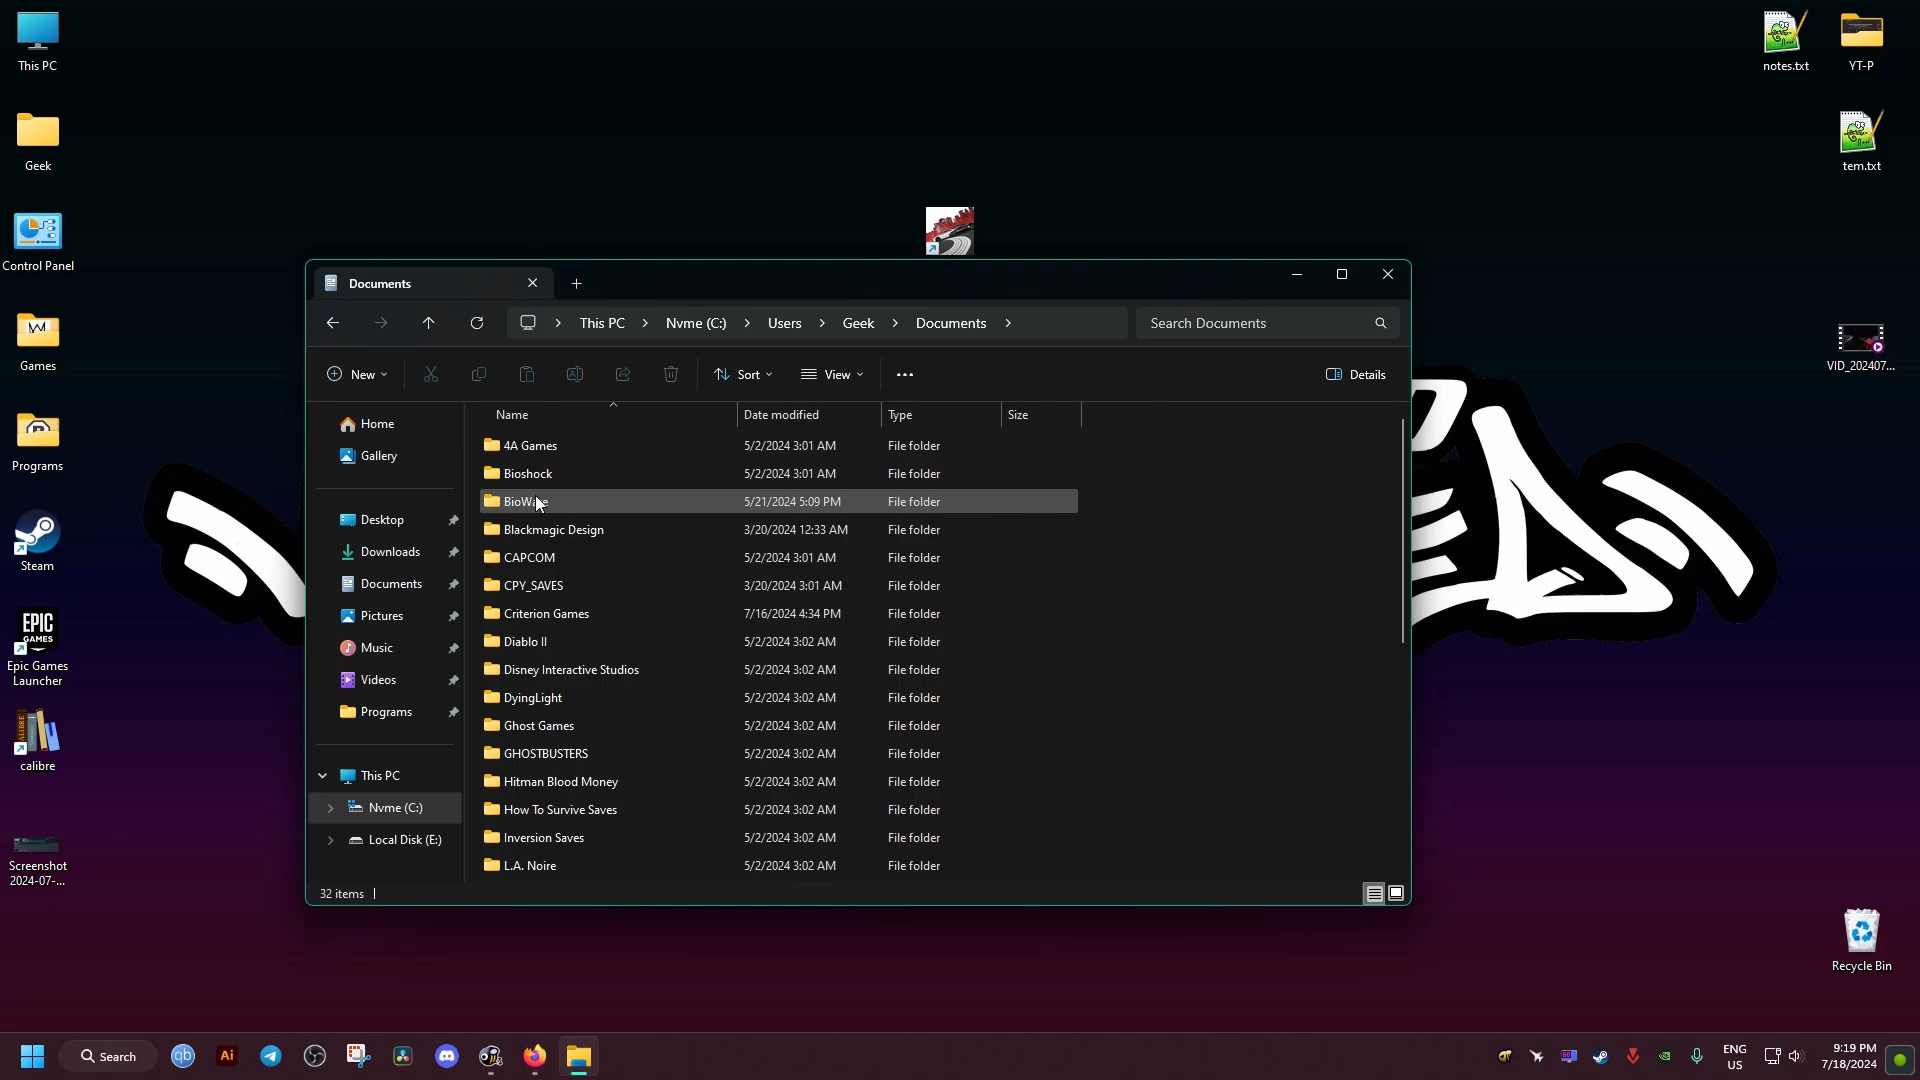 This PC
Geek
Control Panel
Games
Programs
Steam
EPIC
GAMES
Epic Games
Launcher
CALIBRE
calibre
Screenshot
2024-07-...
notes.txt
YT-P
tem.txt
VID_202407...
Recycle Bin
Documents
This PC
Nvme (C:)
Users
Geek
Documents
Search Documents
New
Sort
View
Details
Home
Gallery
Desktop
Downloads
Documents
Pictures
Music
Videos
Programs
This PC
Nvme (C:)
Local Disk (E:)
Name Date modified Type Size
4A Games 5/2/2024 3:01 AM File folder
Bioshock 5/2/2024 3:01 AM File folder
BioWare 5/21/2024 5:09 PM File folder
Blackmagic Design 3/20/2024 12:33 AM File folder
CAPCOM 5/2/2024 3:01 AM File folder
CPY_SAVES 3/20/2024 3:01 AM File folder
Criterion Games 7/16/2024 4:34 PM File folder
Diablo II 5/2/2024 3:02 AM File folder
Disney Interactive Studios 5/2/2024 3:02 AM File folder
DyingLight 5/2/2024 3:02 AM File folder
Ghost Games 5/2/2024 3:02 AM File folder
GHOSTBUSTERS 5/2/2024 3:02 AM File folder
Hitman Blood Money 5/2/2024 3:02 AM File folder
How To Survive Saves 5/2/2024 3:02 AM File folder
Inversion Saves 5/2/2024 3:02 AM File folder
L.A. Noire 5/2/2024 3:02 AM File folder
32 items
Search
qb
Ai
ENG
US
9:19 PM
7/18/2024